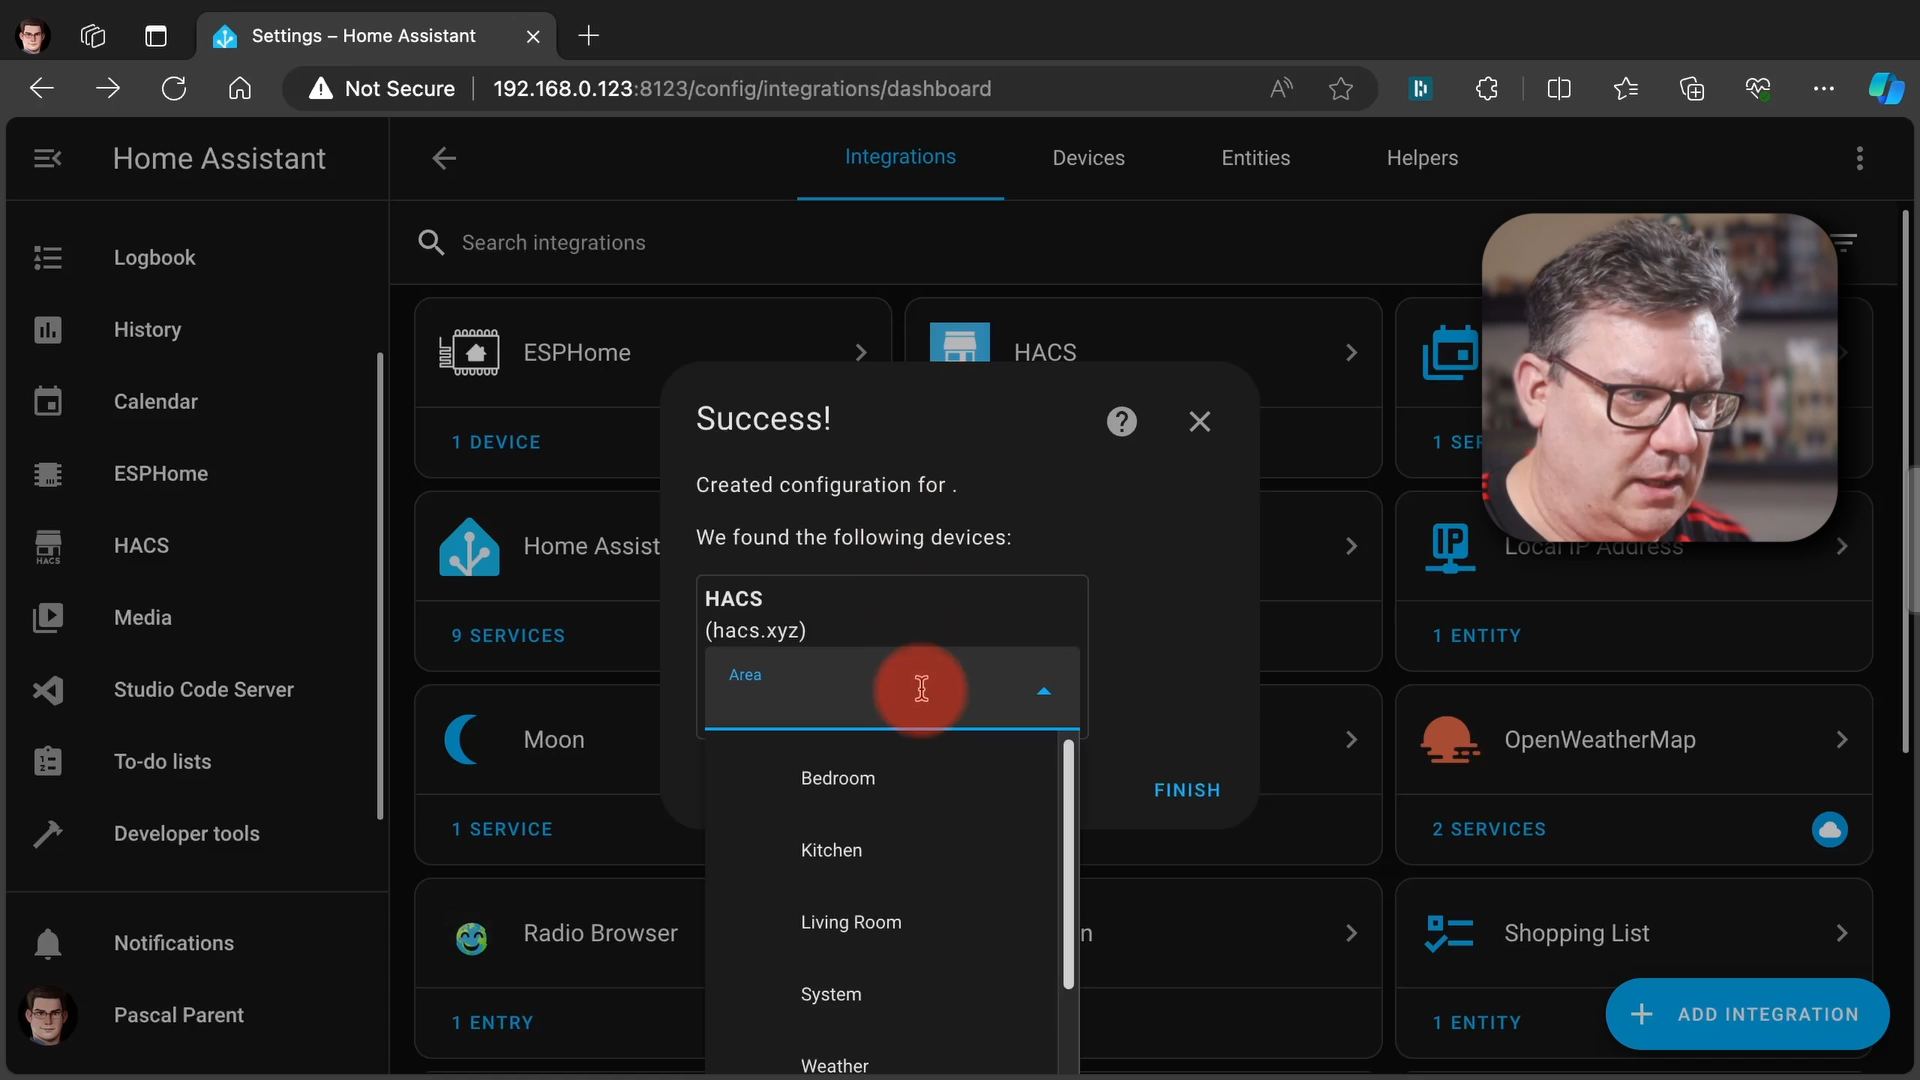 Settings – Home Assistant
Not Secure
192.168.0.123:8123/config/integrations/dashboard
Home Assistant
Integrations
Devices
Entities
Helpers
Logbook
History
Calendar
ESPHome
HACS
HACS
Media
Studio Code Server
To-do lists
Developer tools
Notifications
Pascal Parent
Search integrations
ESPHome
1 DEVICE
HACS
1 SER
Home Assist
9 SERVICES
IP
Local IP Address
1 ENTITY
Moon
1 SERVICE
OpenWeatherMap
2 SERVICES
Radio Browser
1 ENTRY
n
Shopping List
1 ENTITY
ADD INTEGRATION
Success!
Created configuration for .
We found the following devices:
HACS
(hacs.xyz)
Area
Bedroom
Kitchen
Living Room
System
Weather
FINISH